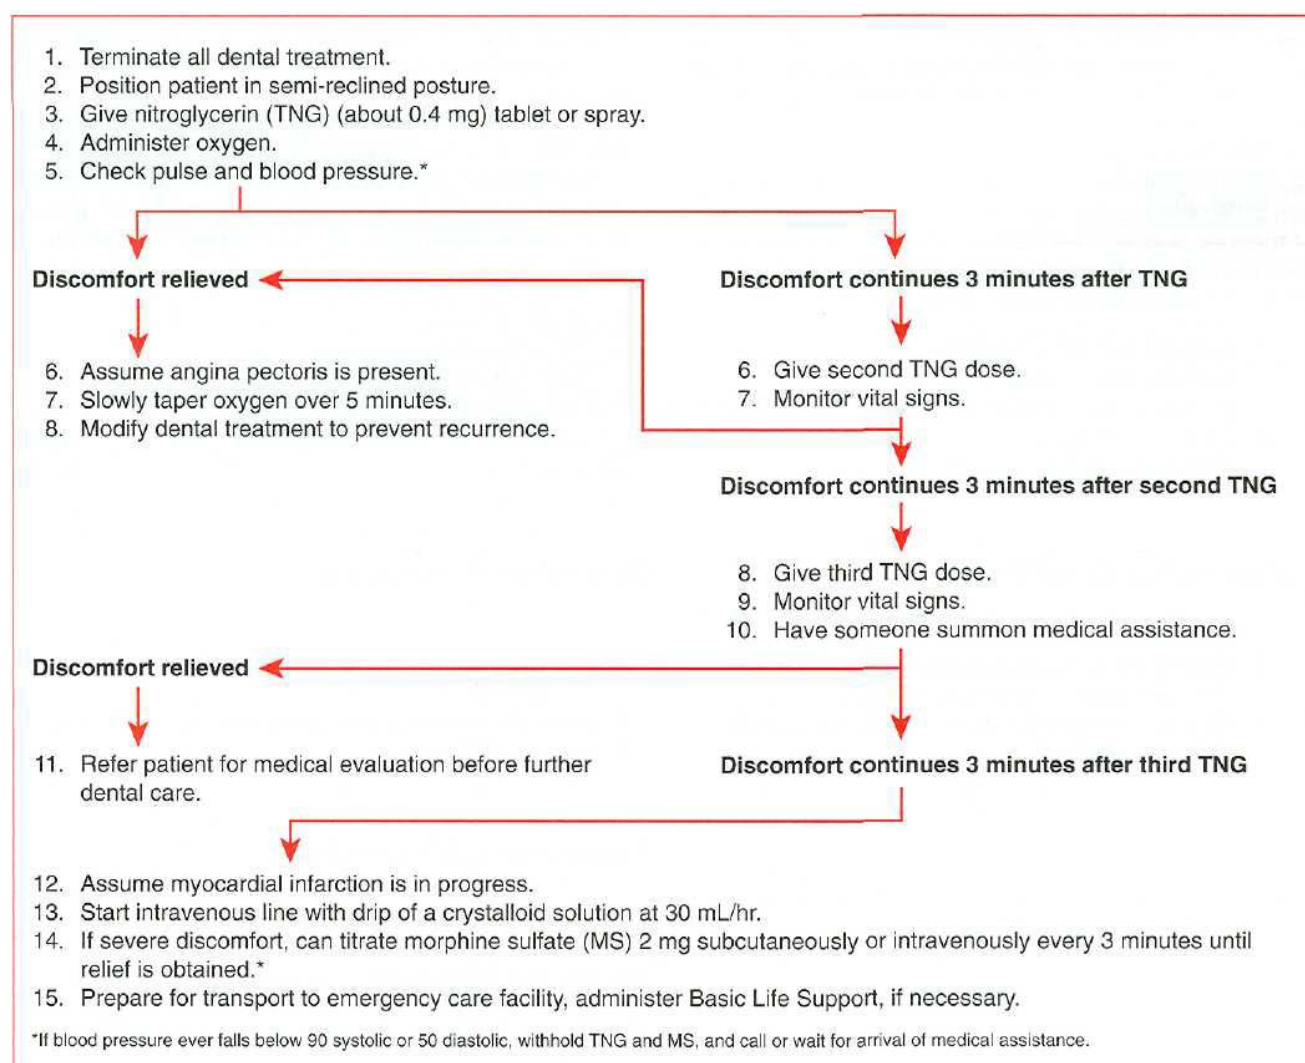 1. Terminate all dental treatment.
2. Position patient in semi-reclined posture.
3. Give nitroglycerin (TNG) (about 0.4 mg) tablet or spray.
4. Administer oxygen.
5. Check pulse and blood pressure.*
Discomfort relieved
Discomfort continues 3 minutes after TNG
6. Assume angina pectoris is present.
7. Slowly taper oxygen over 5 minutes.
8. Modify dental treatment to prevent recurrence.
6. Give second TNG dose.
7. Monitor vital signs.
Discomfort continues 3 minutes after second TNG
8. Give third TNG dose.
9. Monitor vital signs.
10. Have someone summon medical assistance.
Discomfort relieved
11. Refer patient for medical evaluation before further
dental care.
Discomfort continues 3 minutes after third TNG
12. Assume myocardial infarction is in progress.
13. Start intravenous line with drip of a crystalloid solution at 30 mL/hr.
14. If severe discomfort, can titrate morphine sulfate (MS) 2 mg subcutaneously or intravenously every 3 minutes until
relief is obtained.*
15. Prepare for transport to emergency care facility, administer Basic Life Support, if necessary.
*If blood pressure ever falls below 90 systolic or 50 diastolic, withhold TNG and MS, and call or wait for arrival of medical assistance.